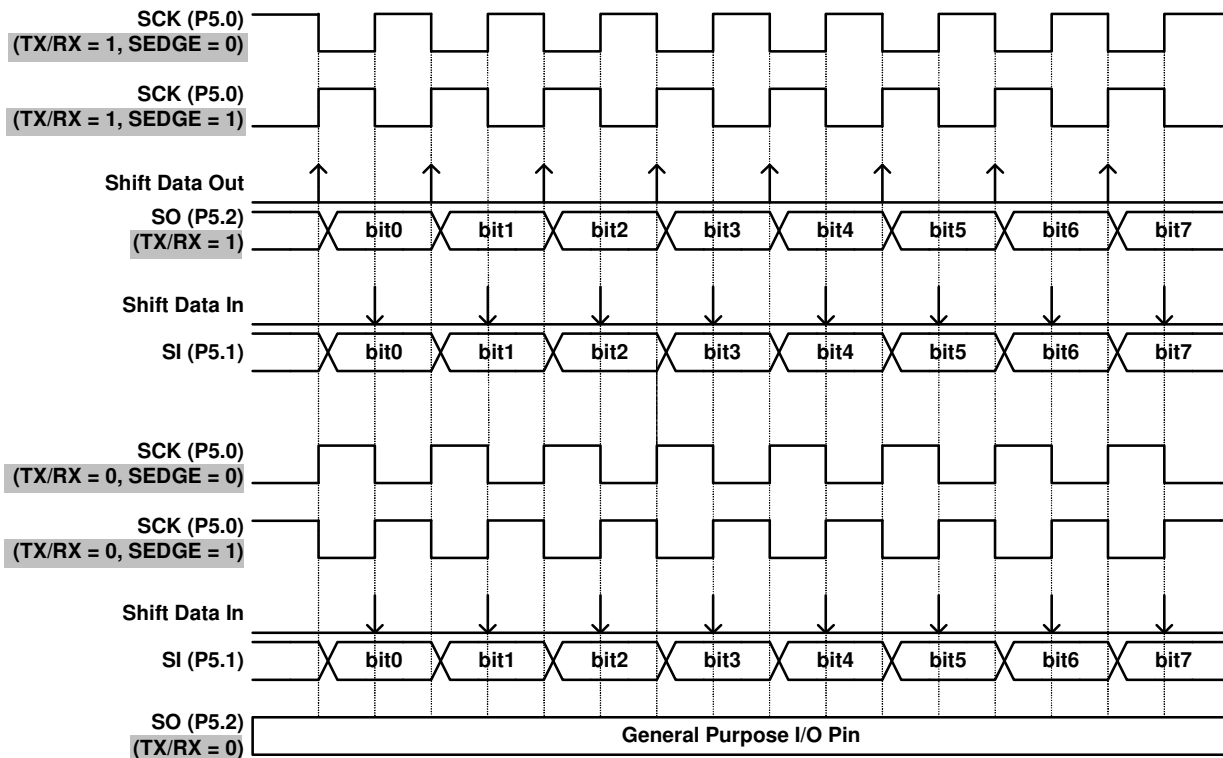 SCK (P5.0)
(TX/RX = 1, SEDGE = 0)
SCK (P5.0)
(TX/RX = 1, SEDGE = 1)
Shift Data Out
SO (P5.2)
(TX/RX = 1)
bit0 bit1 bit2 bit3 bit4 bit5 bit6 bit7
Shift Data In
SI (P5.1)
bit0 bit1 bit2 bit3 bit4 bit5 bit6 bit7
SCK (P5.0)
(TX/RX = 0, SEDGE = 0)
SCK (P5.0)
(TX/RX = 0, SEDGE = 1)
Shift Data In
SI (P5.1)
bit0 bit1 bit2 bit3 bit4 bit5 bit6 bit7
SO (P5.2)
(TX/RX = 0)
General Purpose I/O Pin